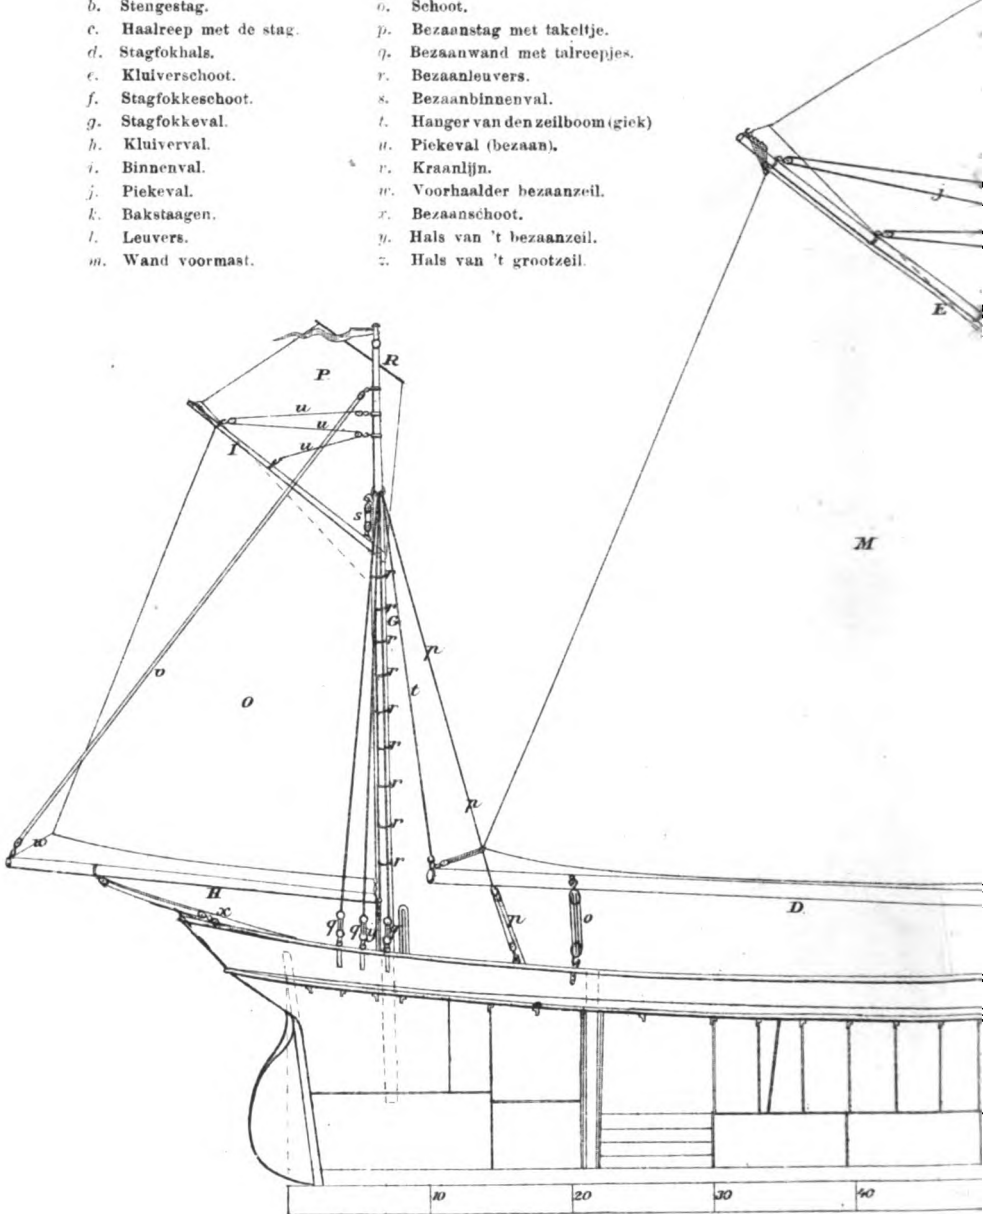 b. Stengestag.
c. Haalreep met de stag.
d. Stagfokhals.
e. Kluiverschoot.
f. Stagfokkeschoot.
g. Stagfokkeval.
h. Kluiverval.
i. Binnenval.
j. Piekeval.
k. Bakstaagen.
l. Leuvers.
m. Wand voormast.
o. Schoot.
p. Bezaanstag met takeltje.
q. Bezaanwand met talreepjes.
r. Bezaanleuvers.
s. Bezaanbinnenval.
t. Hanger van den zeilboom (giek)
u. Piekeval (bezaan).
v. Kraanlijn.
w. Voorhaalder bezaanzeil.
x. Bezaanschoot.
y. Hals van 't bezaanzeil.
z. Hals van 't grootzeil.
j
E
R
P
u
u
u
I
s
M
r
r
G
r
p
r
t
v
O
r
r
r
p
r
w
r
H
D
x
q
q
y
q
p
o
10
20
30
40